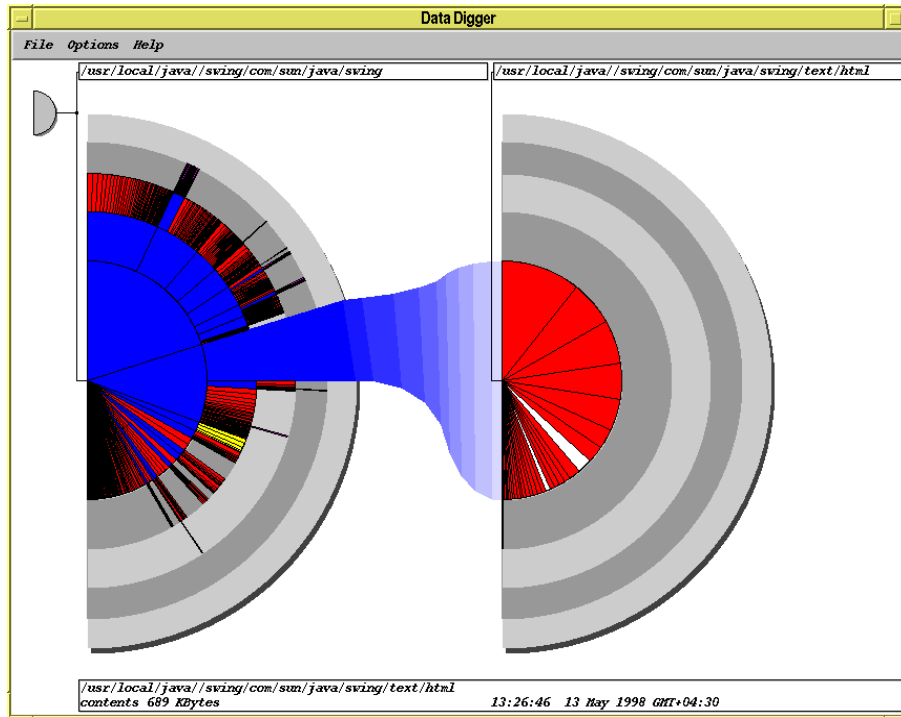 Data Digger
File Options Help
/usr/local/java//swing/com/sun/java/swing
/usr/local/java//swing/com/sun/java/swing/text/html
/usr/local/java//swing/com/sun/java/swing/text/html
contents 689 KBytes 13:26:46 13 May 1998 GMT+04:30